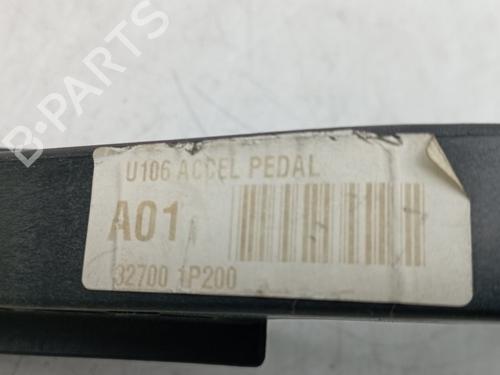 B-PARTS
U106 ACCEL PEDAL
A01
32700 1P200